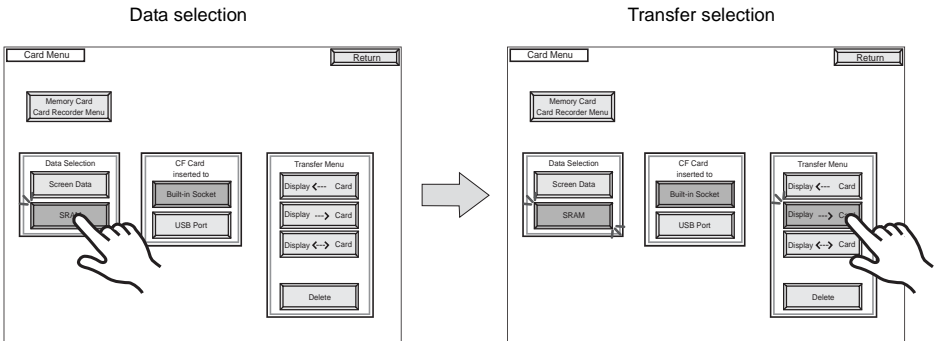 Data selection
Transfer selection
Card Menu
Return
Memory Card
Card Recorder Menu
Data Selection
Screen Data
SRAM
CF Card
inserted to
Built-in Socket
USB Port
Transfer Menu
Display <--- Card
Display ---> Card
Display <---> Card
Delete
Card Menu
Return
Memory Card
Card Recorder Menu
Data Selection
Screen Data
SRAM
CF Card
inserted to
Built-in Socket
USB Port
Transfer Menu
Display <--- Card
Display ---> Card
Display <---> Card
Delete